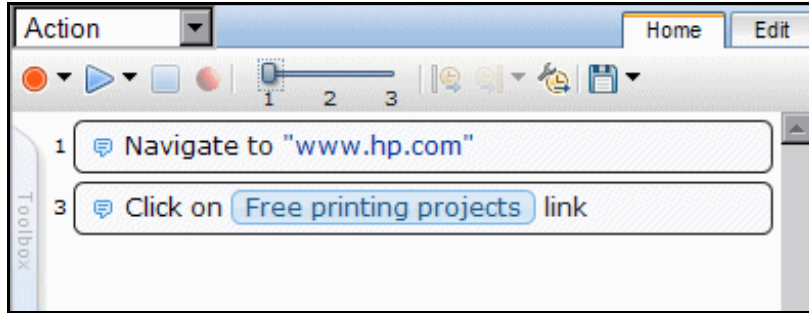 Action
Home
Edit
1 2 3
1 Navigate to "www.hp.com"
3 Click on Free printing projects link
Toolbox